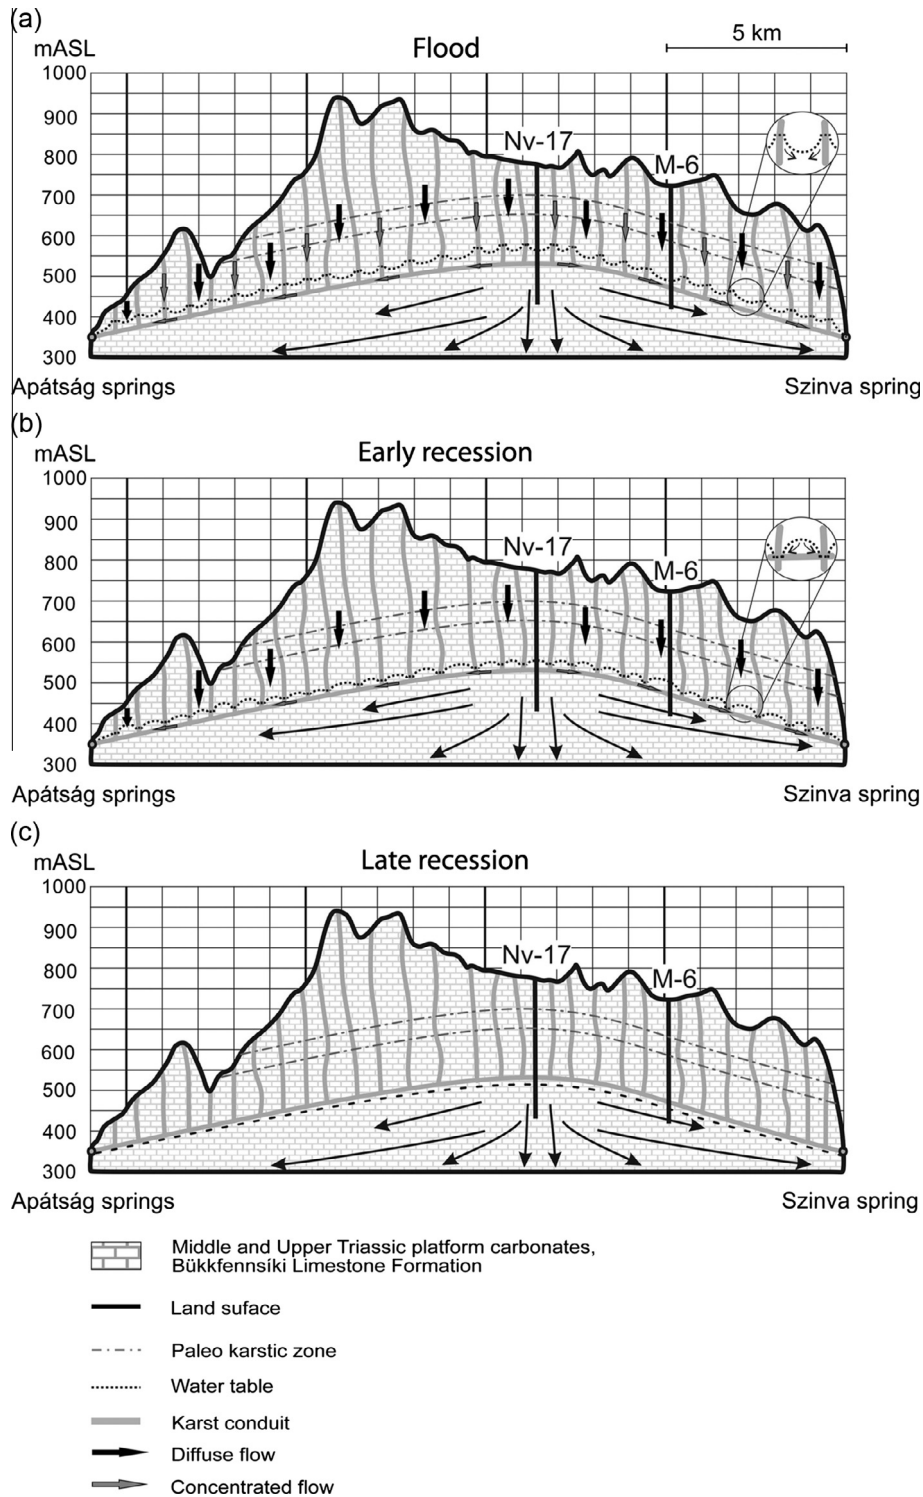 (a)
mASL
Flood
5 km
1000
900
800
700
600
500
400
300
Nv-17
M-6
Apátság springs
Szinva spring
(b)
mASL
Early recession
1000
900
800
700
600
500
400
300
Nv-17
M-6
Apátság springs
Szinva spring
(c)
mASL
Late recession
1000
900
800
700
600
500
400
300
Nv-17
M-6
Apátság springs
Szinva spring
Middle and Upper Triassic platform carbonates,
Bükkfennsíki Limestone Formation
Land suface
Paleo karstic zone
Water table
Karst conduit
Diffuse flow
Concentrated flow